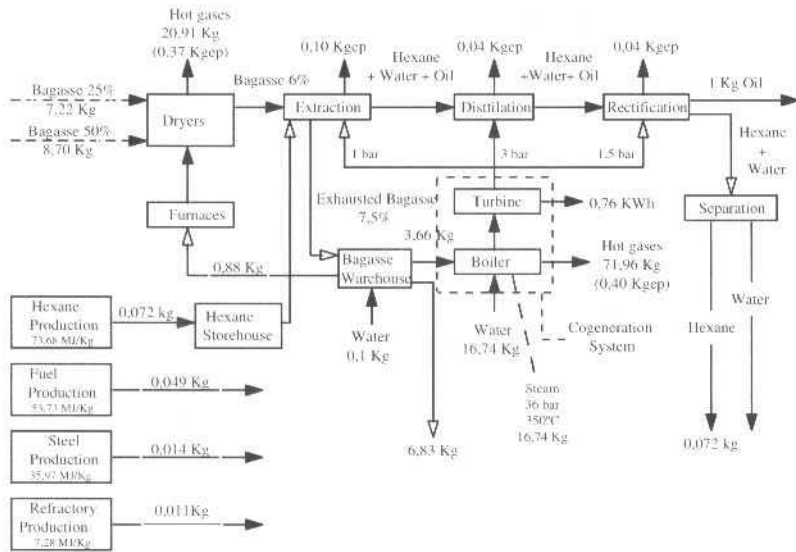 Hot gases
20,91 Kg
(0,37 Kgep)
0,10 Kgep
Hexane
+ Water + Oil
0,04 Kgep
Hexane
+Water+ Oil
0,04 Kgep
Bagasse 25%
7,22 Kg
Bagasse 50%
8,70 Kg
Dryers
Bagasse 6%
Extraction
Disttilation
Rectification
1 Kg Oil
Hexane
+
Water
1 bar
3 bar
1,5 bar
Furnaces
Exhausted Bagasse
7,5%
Turbine
0,76 KWh
Separation
3,66 Kg
0,88 Kg
Bagasse
Warehouse
Boiler
Hot gases
71,96 Kg
(0,40 Kgep)
Hexane
Production
73,68 MJ/Kg
0,072 kg
Hexane
Storehouse
Water
0,1 Kg
Water
16,74 Kg
Cogeneration
System
Hexane
Water
Fuel
Production
53,73 MJ/Kg
0,049 Kg
Steam
36 bar
350ºC
16,74 Kg
6,83 Kg
0,072 kg
Steel
Production
35,97 MJ/Kg
0,014 Kg
Refractory
Production
7,28 MJ/Kg
0,011Kg